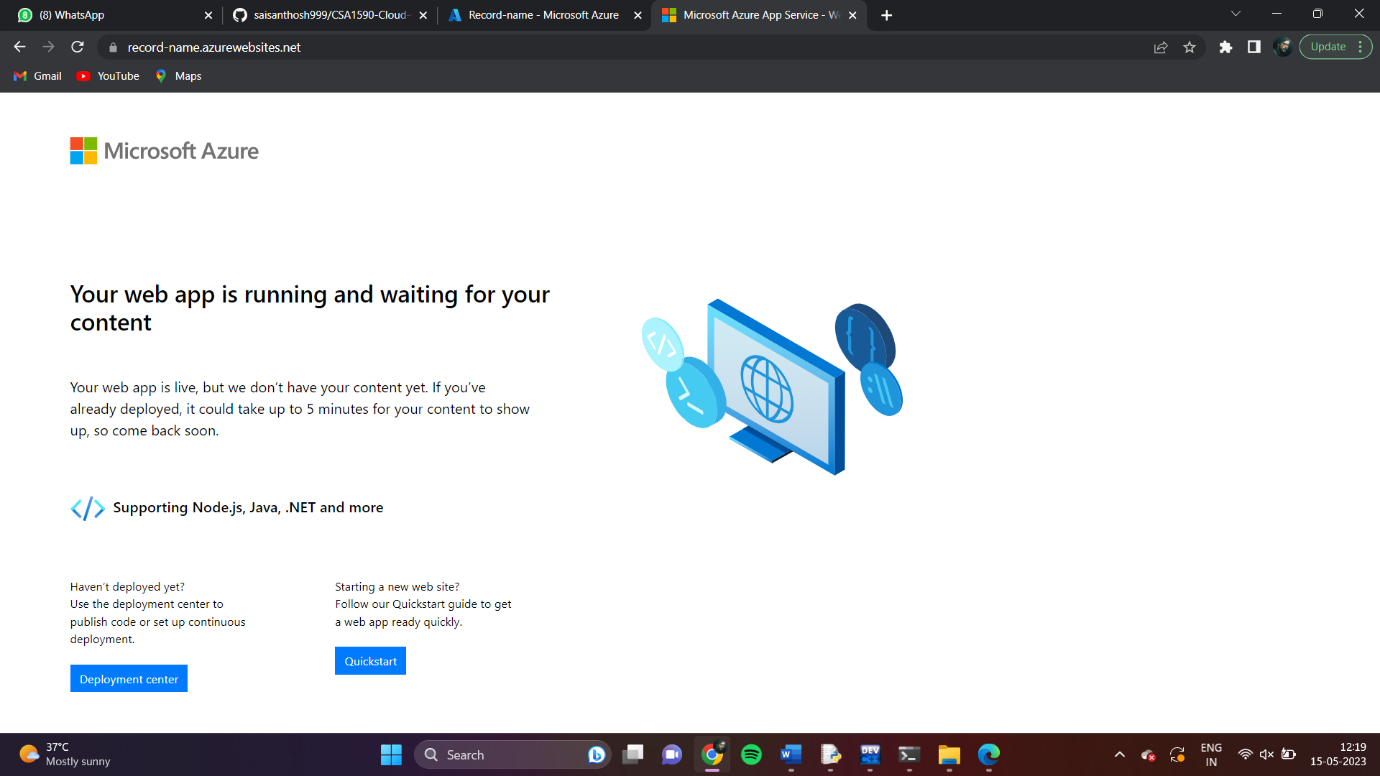 (8) WhatsApp
saisanthosh999/CSA1590-Cloud-
Record-name - Microsoft Azure
Microsoft Azure App Service - We
record-name.azurewebsites.net
Update
Gmail
YouTube
Maps
Microsoft Azure
Your web app is running and waiting for your
content
Your web app is live, but we don’t have your content yet. If you’ve
already deployed, it could take up to 5 minutes for your content to show
up, so come back soon.
Supporting Node.js, Java, .NET and more
Haven’t deployed yet?
Use the deployment center to
publish code or set up continuous
deployment.
Deployment center
Starting a new web site?
Follow our Quickstart guide to get
a web app ready quickly.
Quickstart
37°C
Mostly sunny
Search
DEV
ENG
IN
12:19
15-05-2023